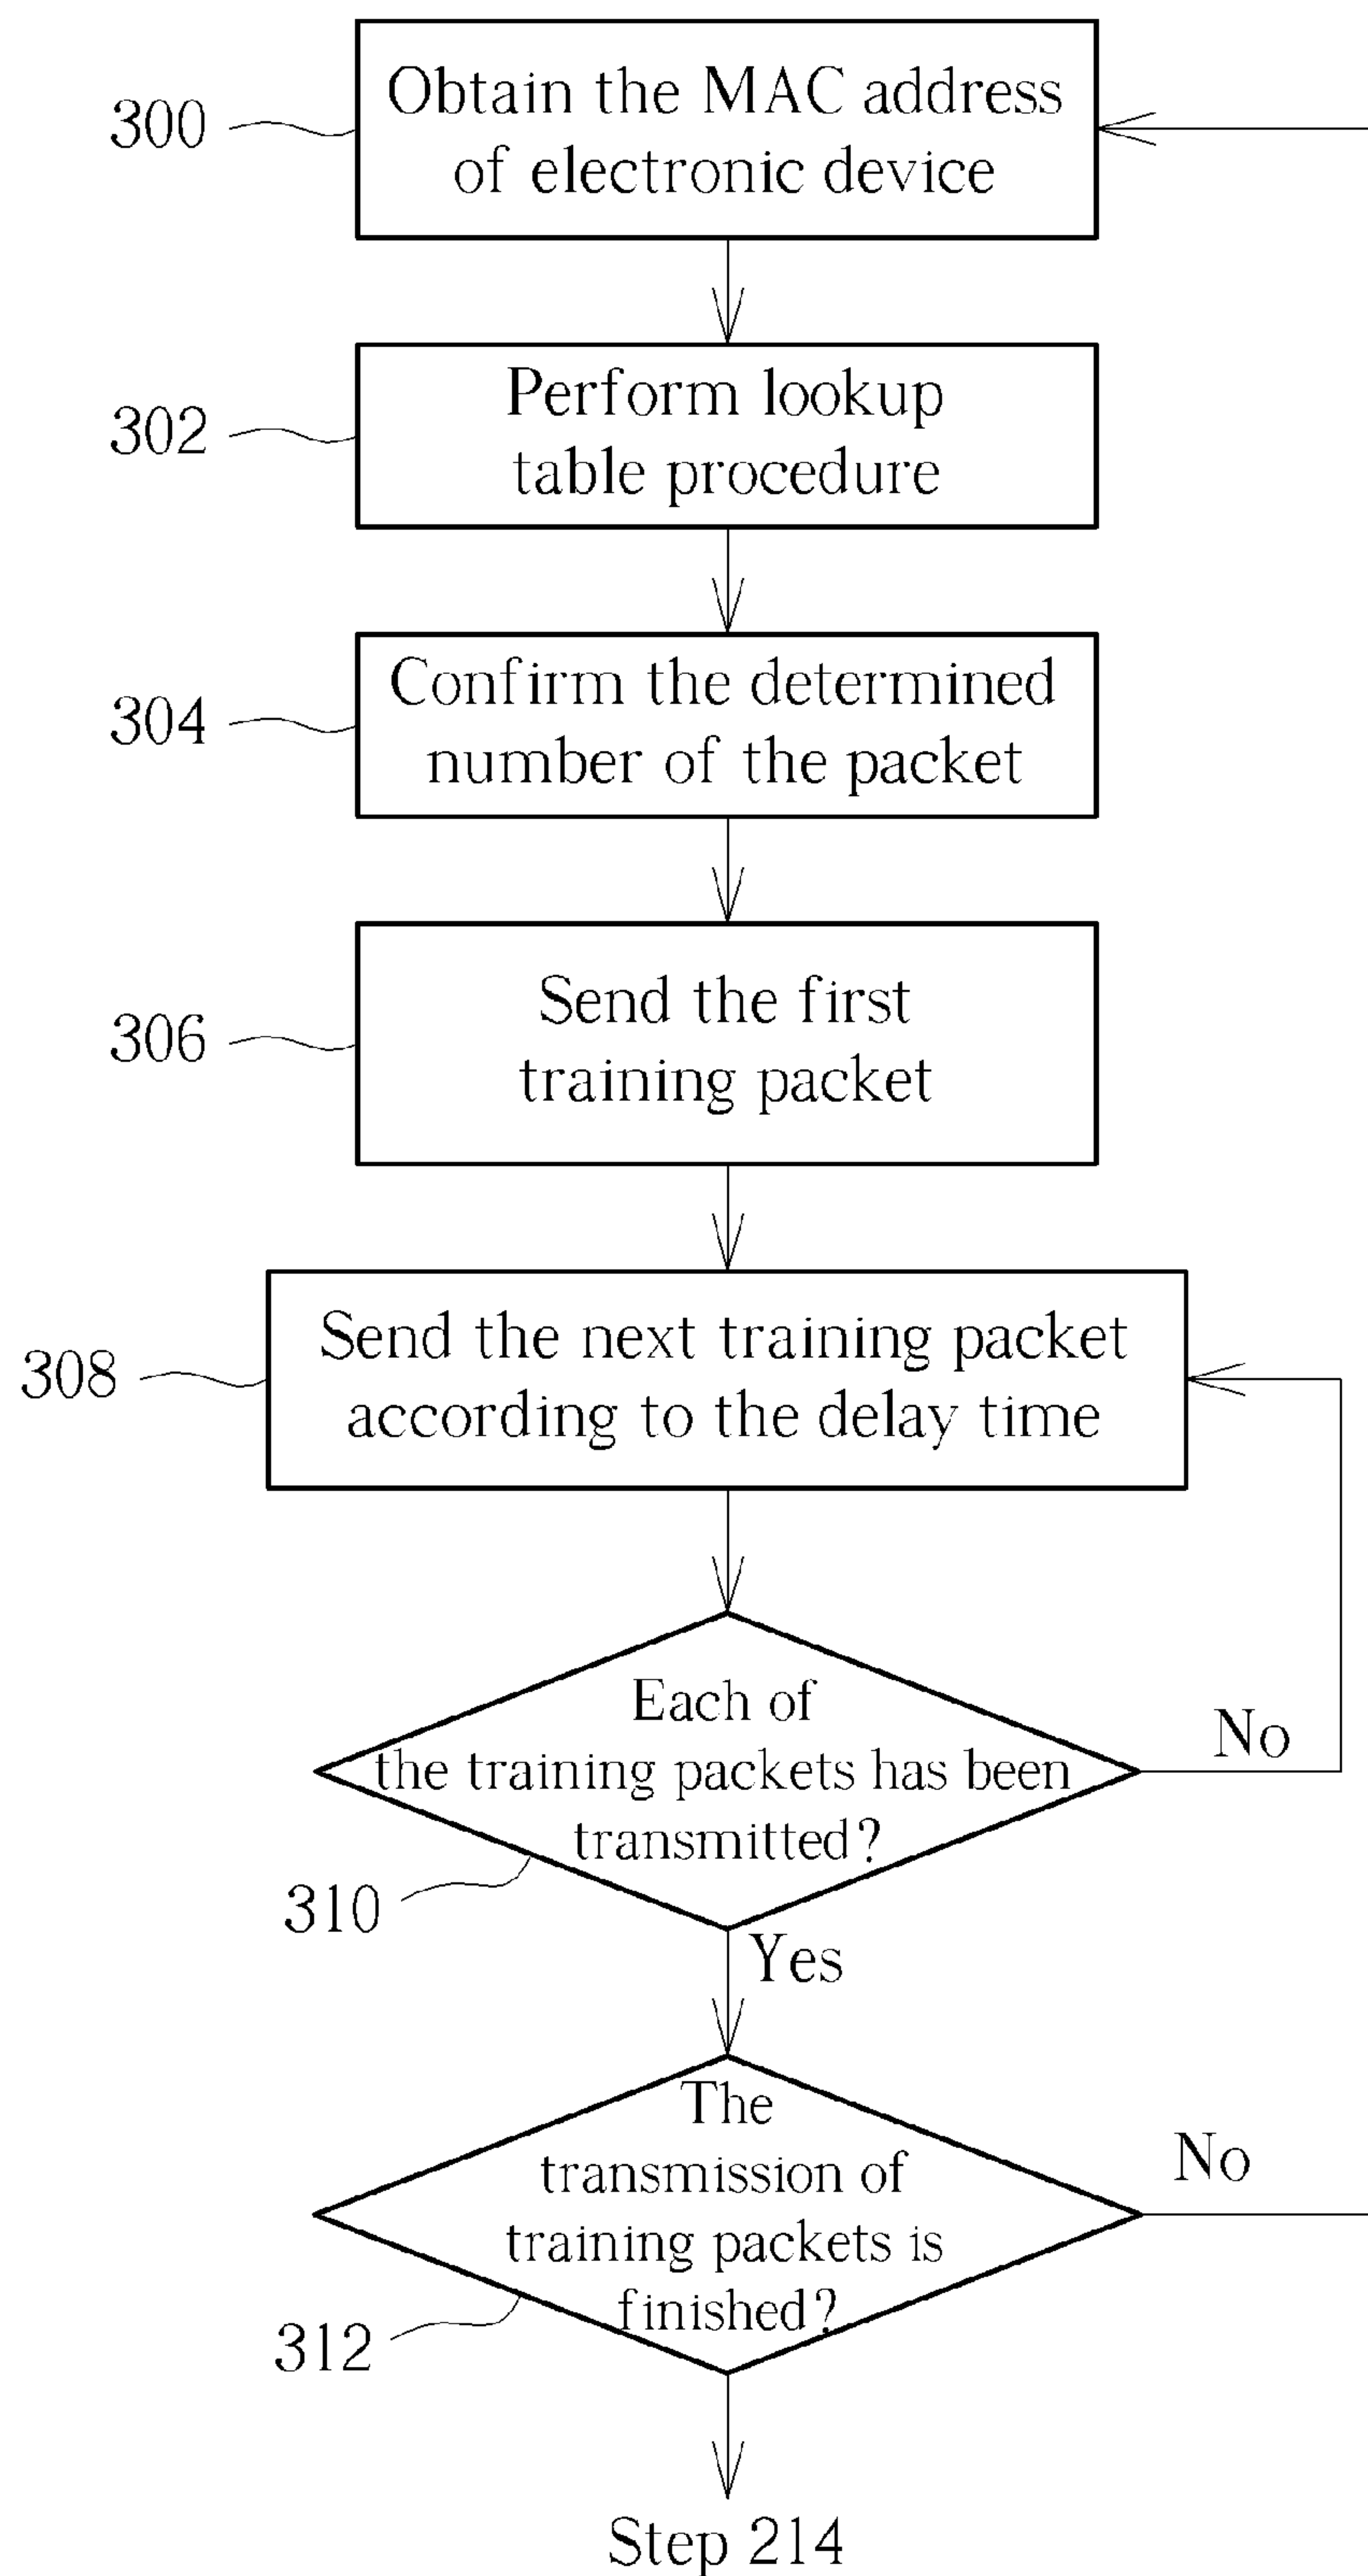 300
Obtain the MAC address
of electronic device
302
Perform lookup
table procedure
304
Confirm the determined
number of the packet
306
Send the first
training packet
308
Send the next training packet
according to the delay time
Each of
the training packets has been
transmitted?
No
310
Yes
The
transmission of
training packets is
finished?
No
312
Step 214